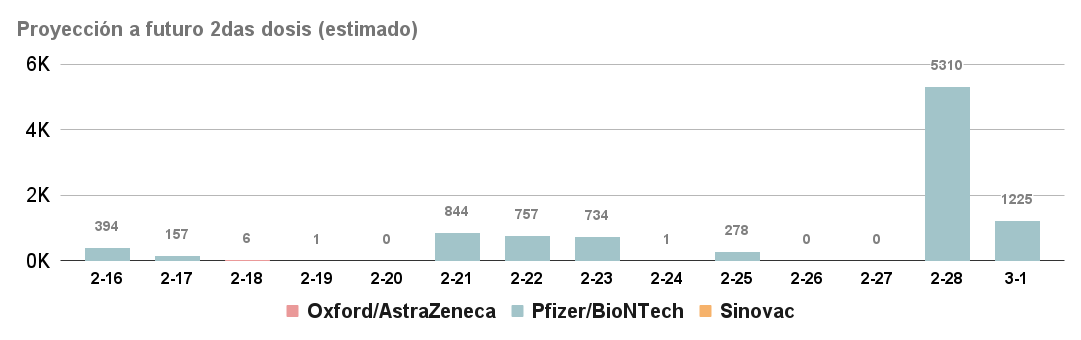 Proyección a futuro 2das dosis (estimado)
6K
5310
4K
2K
1225
844
757
734
394
157
278
6
1
0
1
0
0
0K
2-16 2-17 2-18 2-19 2-20 2-21 2-22 2-23 2-24 2-25 2-26 2-27 2-28 3-1
Oxford/AstraZeneca Pfizer/BioNTech Sinovac